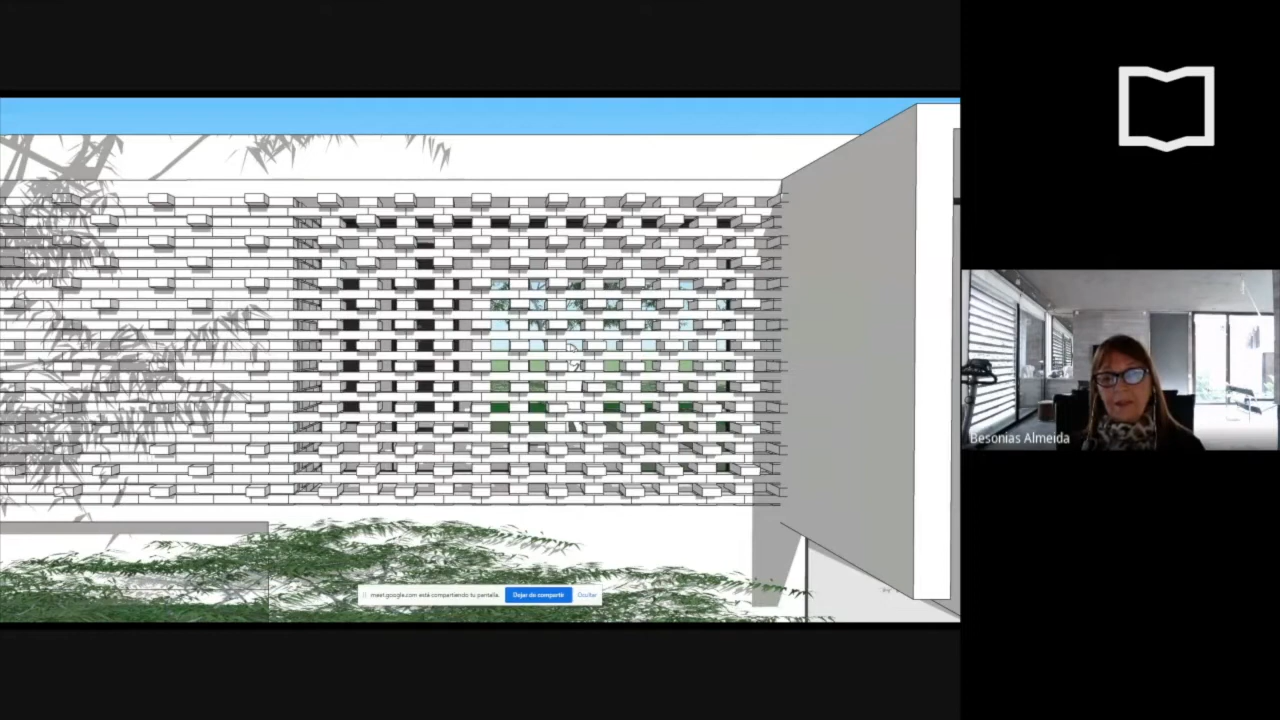 Besonias Almeida
meet.google.com está compartiendo tu pantalla.
Dejar de compartir
Ocultar